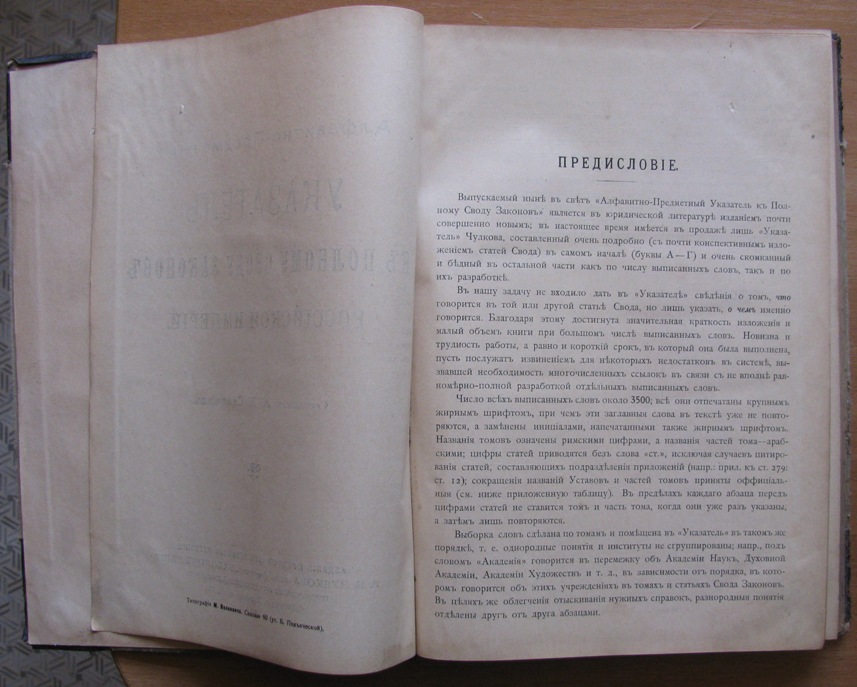 Типографія М. Виленчика, Садовая 60 (уг. Б. Подъяческой).
ПРЕДИСЛОВІЕ.
Выпускаемый нынѣ въ свѣтъ «Алфавитно-Предметный Указатель къ Пол-
ному Своду Законовъ» является въ юридической литературѣ изданіемъ почти
совершенно новымъ; въ настоящее время имѣется въ продажѣ лишь «Указа-
тель» Чулкова, составленный очень подробно (съ почти конспективнымъ изло-
женіемъ статей Свода) въ самомъ началѣ (буквы А—Г) и очень скомканный
и бѣдный въ остальной части какъ по числу выписанныхъ словъ, такъ и по
ихъ разработкѣ.
Въ нашу задачу не входило дать въ «Указателѣ» свѣдѣнія о томъ, что
говорится въ той или другой статьѣ Свода, но лишь указать, о чемъ именно
говорится. Благодаря этому достигнута значительная краткость изложенія и
малый объемъ книги при большомъ числѣ выписанныхъ словъ. Новизна и
трудность работы, а равно и короткій срокъ, въ который она была выполнена,
пусть послужатъ извиненіемъ для нѣкоторыхъ недостатковъ въ системѣ, вы-
звавшей необходимость многочисленныхъ ссылокъ въ связи съ не вполнѣ рав-
номѣрно-полной разработкой отдѣльныхъ выписанныхъ словъ.
Число всѣхъ выписанныхъ словъ около 3500; всѣ они отпечатаны крупнымъ
жирнымъ шрифтомъ, при чемъ эти заглавныя слова въ текстѣ уже не повто-
ряются, а замѣнены иниціалами, напечатанными также жирнымъ шрифтомъ.
Названія томовъ означены римскими цифрами, а названія частей тома—араб-
скими; цифры статей приводятся безъ слова «ст.», исключая случаевъ питиро-
ванія статей, составляющихъ подраздѣленія приложеній (напр.: прил. къ ст. 279:
ст. 12); сокращенія названій Уставовъ и частей томовъ приняты оффиціаль-
ныя (см. ниже приложенную таблицу). Въ предѣлахъ каждаго абзаца передъ
цифрами статей не ставится томъ и часть тома, когда они уже разъ указаны,
а затѣмъ лишь повторяются.
Выборка словъ сдѣлана по томамъ и помѣщена въ «Указатель» въ такомъ же
порядкѣ, т. е. однородныя понятія и институты не сгруппированы; напр., подъ
словомъ «Академія» говорится въ перемежку объ Академіи Наукъ, Духовной
Академіи, Академіи Художествъ и т. д., въ зависимости отъ порядка, въ кото-
ромъ говорится объ этихъ учрежденіяхъ въ томахъ и статьяхъ Свода Законовъ.
Въ цѣляхъ же облегченія отыскиванія нужныхъ справокъ, разнородныя понятія
отдѣлены другъ отъ друга абзацами.